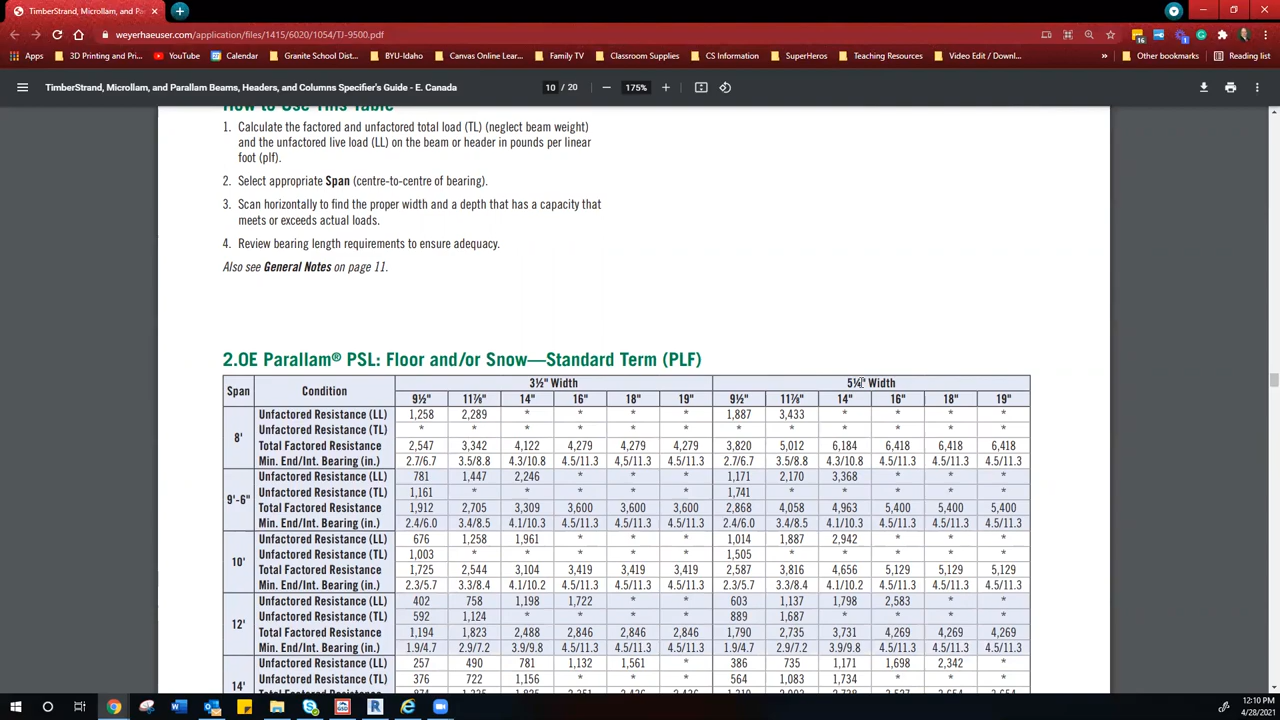 TimberStrand, Microllam, and Pa
weyerhaeuser.com/application/files/1415/6020/1054/TJ-9500.pdf
Apps 3D Printing and Pri... YouTube Calendar Granite School Dist... BYU-Idaho Canvas Online Lear... Family TV Classroom Supplies CS Information SuperHeros Teaching Resources Video Edit / Downl... » Other bookmarks Reading list
TimberStrand, Microllam, and Parallam Beams, Headers, and Columns Specifier's Guide - E. Canada 10 / 20 175%
How to Use This Table
1. Calculate the factored and unfactored total load (TL) (neglect beam weight)
and the unfactored live load (LL) on the beam or header in pounds per linear
foot (plf).
2. Select appropriate Span (centre-to-centre of bearing).
3. Scan horizontally to find the proper width and a depth that has a capacity that
meets or exceeds actual loads.
4. Review bearing length requirements to ensure adequacy.
Also see General Notes on page 11.
2.0E Parallam® PSL: Floor and/or Snow—Standard Term (PLF)
Span Condition 3½" Width 5¼" Width
9½" 11⅞" 14" 16" 18" 19" 9½" 11⅞" 14" 16" 18" 19"
8'
Unfactored Resistance (LL) 1,258 2,289 * * * * 1,887 3,433 * * * *
Unfactored Resistance (TL) * * * * * * * * * * * *
Total Factored Resistance 2,547 3,342 4,122 4,279 4,279 4,279 3,820 5,012 6,184 6,418 6,418 6,418
Min. End/Int. Bearing (in.) 2.7/6.7 3.5/8.8 4.3/10.8 4.5/11.3 4,5/11.3 4.5/11.3 2.7/6.7 3.5/8.8 4.3/10.8 4.5/11.3 4.5/11.3 4.5/11.3
9'-6"
Unfactored Resistance (LL) 781 1,447 2,246 * * * 1,171 2,170 3,368 * * *
Unfactored Resistance (TL) 1,161 * * * * * 1,741 * * * * *
Total Factored Resistance 1,912 2,705 3,309 3,600 3,600 3,600 2,868 4,058 4,963 5,400 5,400 5,400
Min. End/Int. Bearing (in.) 2.4/6.0 3.4/8.5 4.1/10.3 4.5/11.3 4.5/11.3 4.5/11.3 2.4/6.0 3.4/8.5 4.1/10.3 4.5/11.3 4.5/11.3 4.5/11.3
10'
Unfactored Resistance (LL) 676 1,258 1,961 * * * 1,014 1,887 2,942 * * *
Unfactored Resistance (TL) 1,003 * * * * * 1,505 * * * * *
Total Factored Resistance 1,725 2,544 3,104 3,419 3,419 3,419 2,587 3,816 4,656 5,129 5,129 5,129
Min. End/Int. Bearing (in.) 2.3/5.7 3.3/8.4 4.1/10.2 4.5/11.3 4.5/11.3 4.5/11.3 2.3/5.7 3.3/8.4 4.1/10.2 4.5/11.3 4.5/11.3 4.5/11.3
12'
Unfactored Resistance (LL) 402 758 1,198 1,722 * * 603 1,137 1,798 2,583 * *
Unfactored Resistance (TL) 592 1,124 * * * * 889 1,687 * * * *
Total Factored Resistance 1,194 1,823 2,488 2,846 2,846 2,846 1,790 2,735 3,731 4,269 4,269 4,269
Min. End/Int. Bearing (in.) 1.9/4.7 2.9/7.2 3.9/9.8 4.5/11.3 4.5/11.3 4.5/11.3 1.9/4.7 2.9/7.2 3.9/9.8 4.5/11.3 4.5/11.3 4.5/11.3
14'
Unfactored Resistance (LL) 257 490 781 1,132 1,561 * 386 735 1,171 1,698 2,342 *
Unfactored Resistance (TL) 376 722 1,156 * * * 564 1,083 1,734 * * *
12:10 PM
4/28/2021